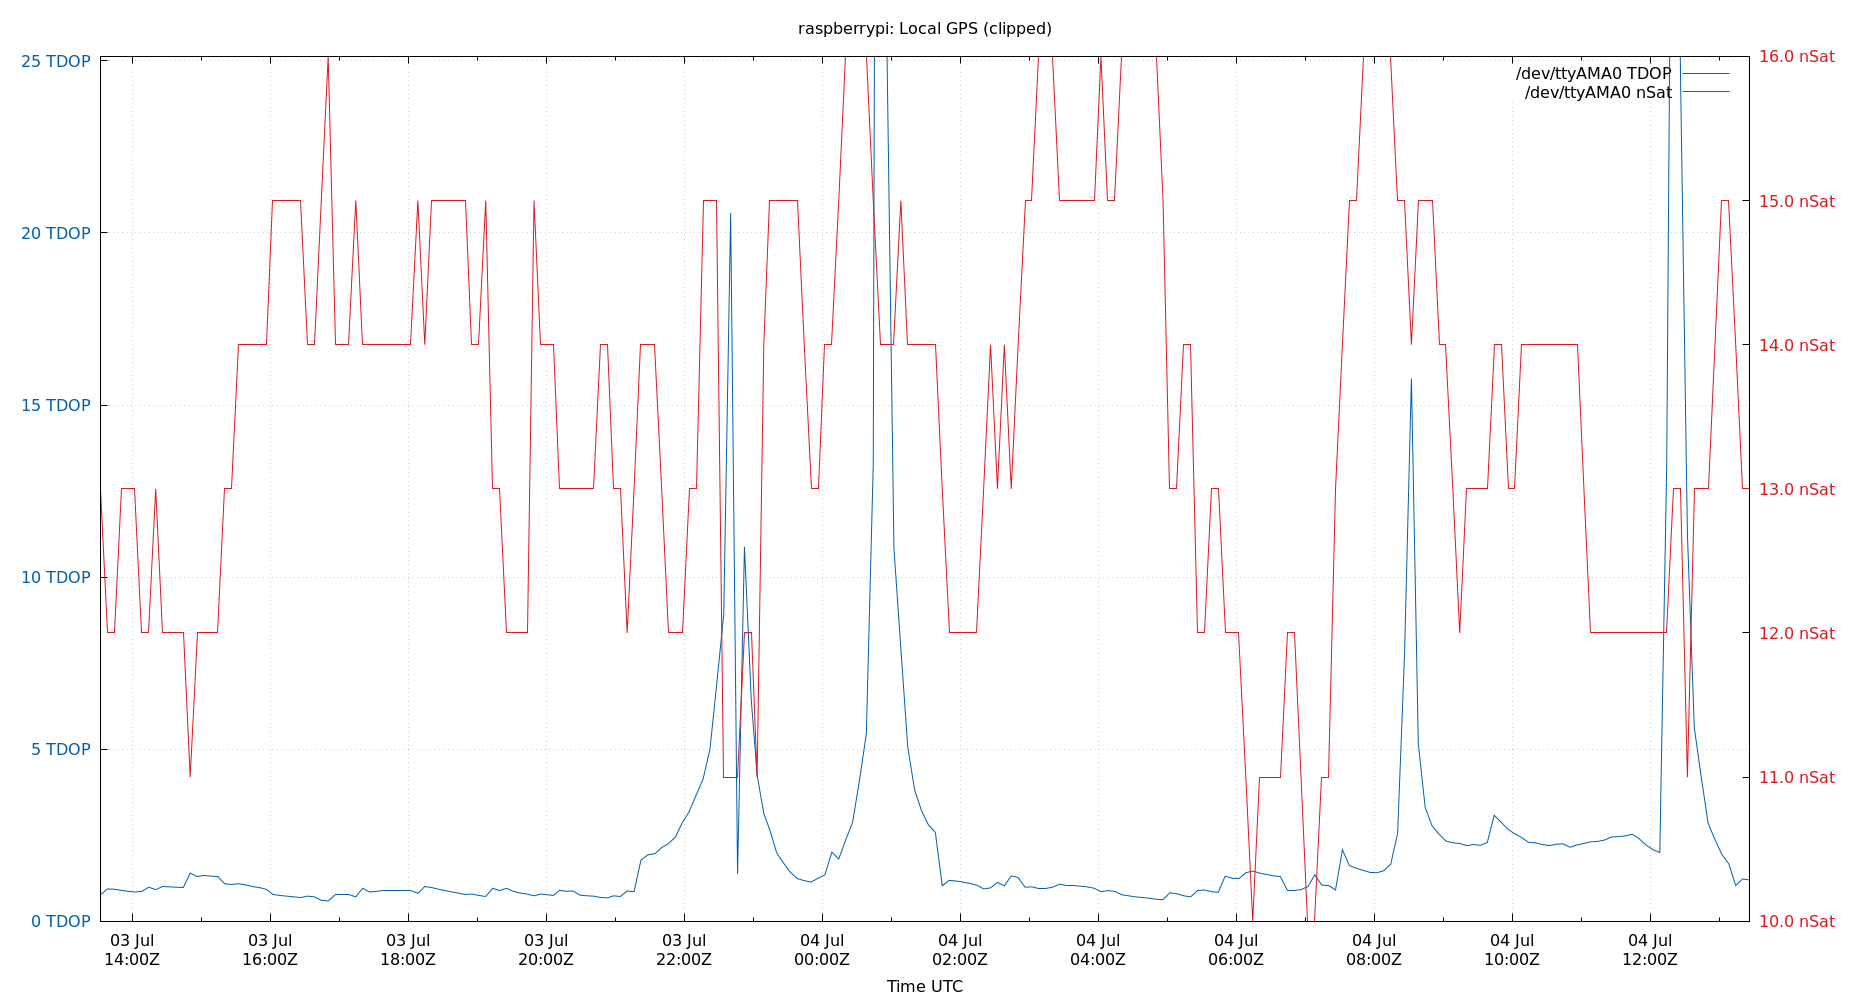 raspberrypi: Local GPS (clipped)
25 TDOP
20 TDOP
15 TDOP
10 TDOP
5 TDOP
0 TDOP
/dev/ttyAMA0 TDOP
/dev/ttyAMA0 nSat
16.0 nSat
15.0 nSat
14.0 nSat
13.0 nSat
12.0 nSat
11.0 nSat
10.0 nSat
03 Jul
14:00Z
03 Jul
16:00Z
03 Jul
18:00Z
03 Jul
20:00Z
03 Jul
22:00Z
04 Jul
00:00Z
04 Jul
02:00Z
04 Jul
04:00Z
04 Jul
06:00Z
04 Jul
08:00Z
04 Jul
10:00Z
04 Jul
12:00Z
Time UTC